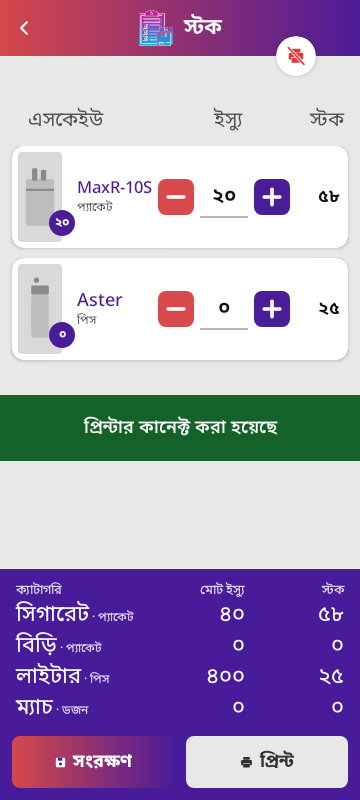 স্টক
এসকেইউ ইস্যু স্টক
MaxR-10S
প্যাকেট
২০
২০
৫৮
Aster
পিস
০
০
২৫
প্রিন্টার কানেক্ট করা হয়েছে
ক্যাটাগরি মোট ইস্যু স্টক
সিগারেট · প্যাকেট ৪০ ৫৮
বিড়ি · প্যাকেট ০ ০
লাইটার · পিস ৪০০ ২৫
ম্যাচ · ডজন ০ ০
সংরক্ষণ প্রিন্ট